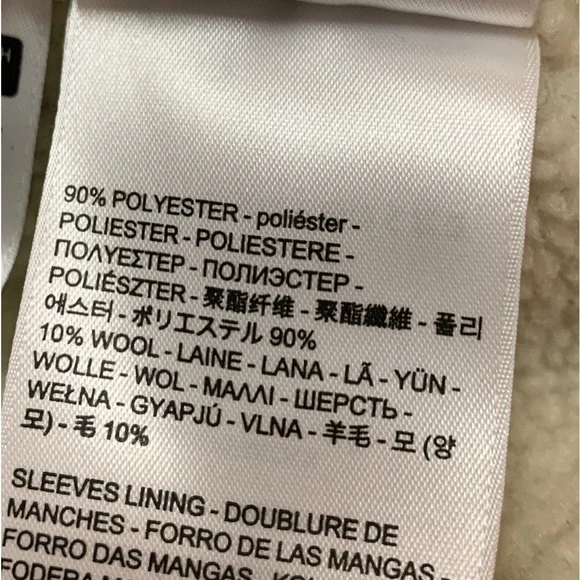 90% POLYESTER - poliéster -
POLIESTER - POLIESTERE -
ΠΟΛΥΕΣΤΕΡ - ПОЛИЭСТЕР -
POLIÉSZTER - 聚酯纤维 - 聚酯纖維 - 폴리
에스터 - ポリエステル 90%
10% WOOL - LAINE - LANA - LÃ - YÜN -
WOLLE - WOL - ΜΑΛΛΙ - ШЕРСТЬ -
WEŁNA - GYAPJÚ - VLNA - 羊毛 - 모 (양
모) - 毛 10%
SLEEVES LINING - DOUBLURE DE
MANCHES - FORRO DE LAS MANGAS -
FORRO DAS MANGAS -
FODERA